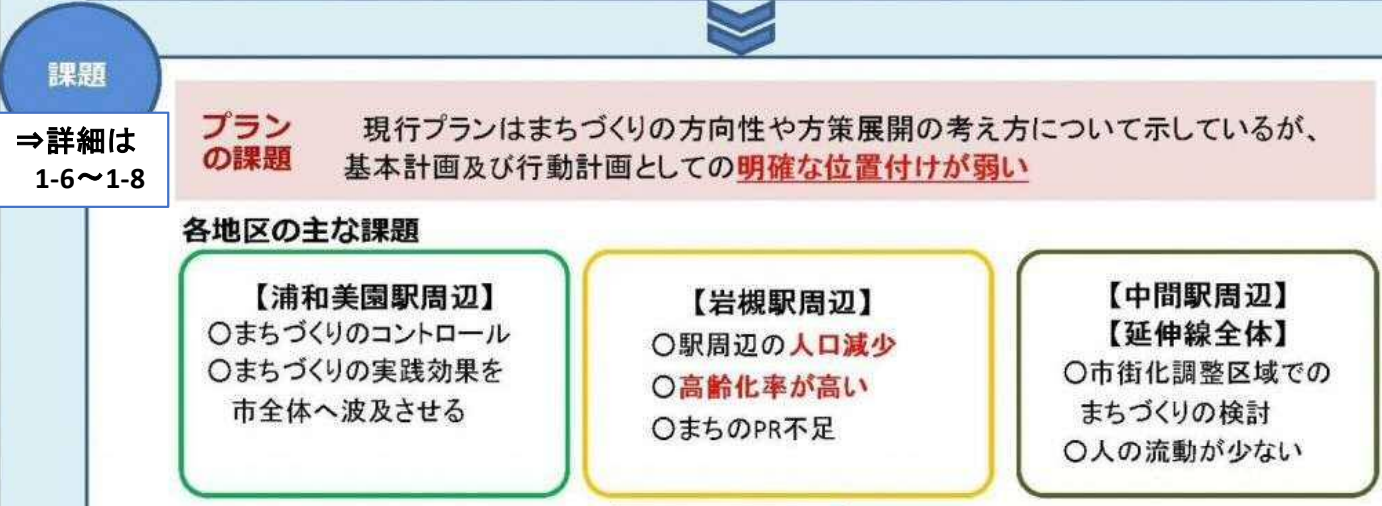 課題
⇒詳細は
1-6～1-8
プラン
の課題
現行プランはまちづくりの方向性や方策展開の考え方について示しているが、
基本計画及び行動計画としての明確な位置付けが弱い
各地区の主な課題
【浦和美園駅周辺】
○まちづくりのコントロール
○まちづくりの実践効果を
市全体へ波及させる
【岩槻駅周辺】
○駅周辺の人口減少
○高齢化率が高い
○まちのPR不足
【中間駅周辺】
【延伸線全体】
○市街化調整区域での
まちづくりの検討
○人の流動が少ない